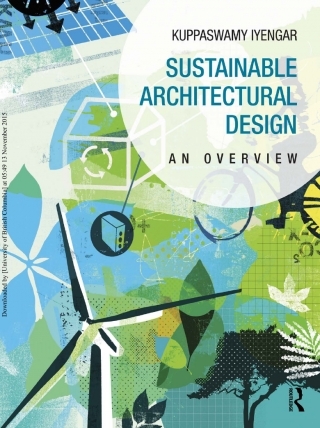 KUPPASWAMY IYENGAR
SUSTAINABLE
ARCHITECTURAL
DESIGN
AN OVERVIEW
Downloaded by [University of British Columbia] at 05:49 13 November 2015
R
ROUTLEDGE